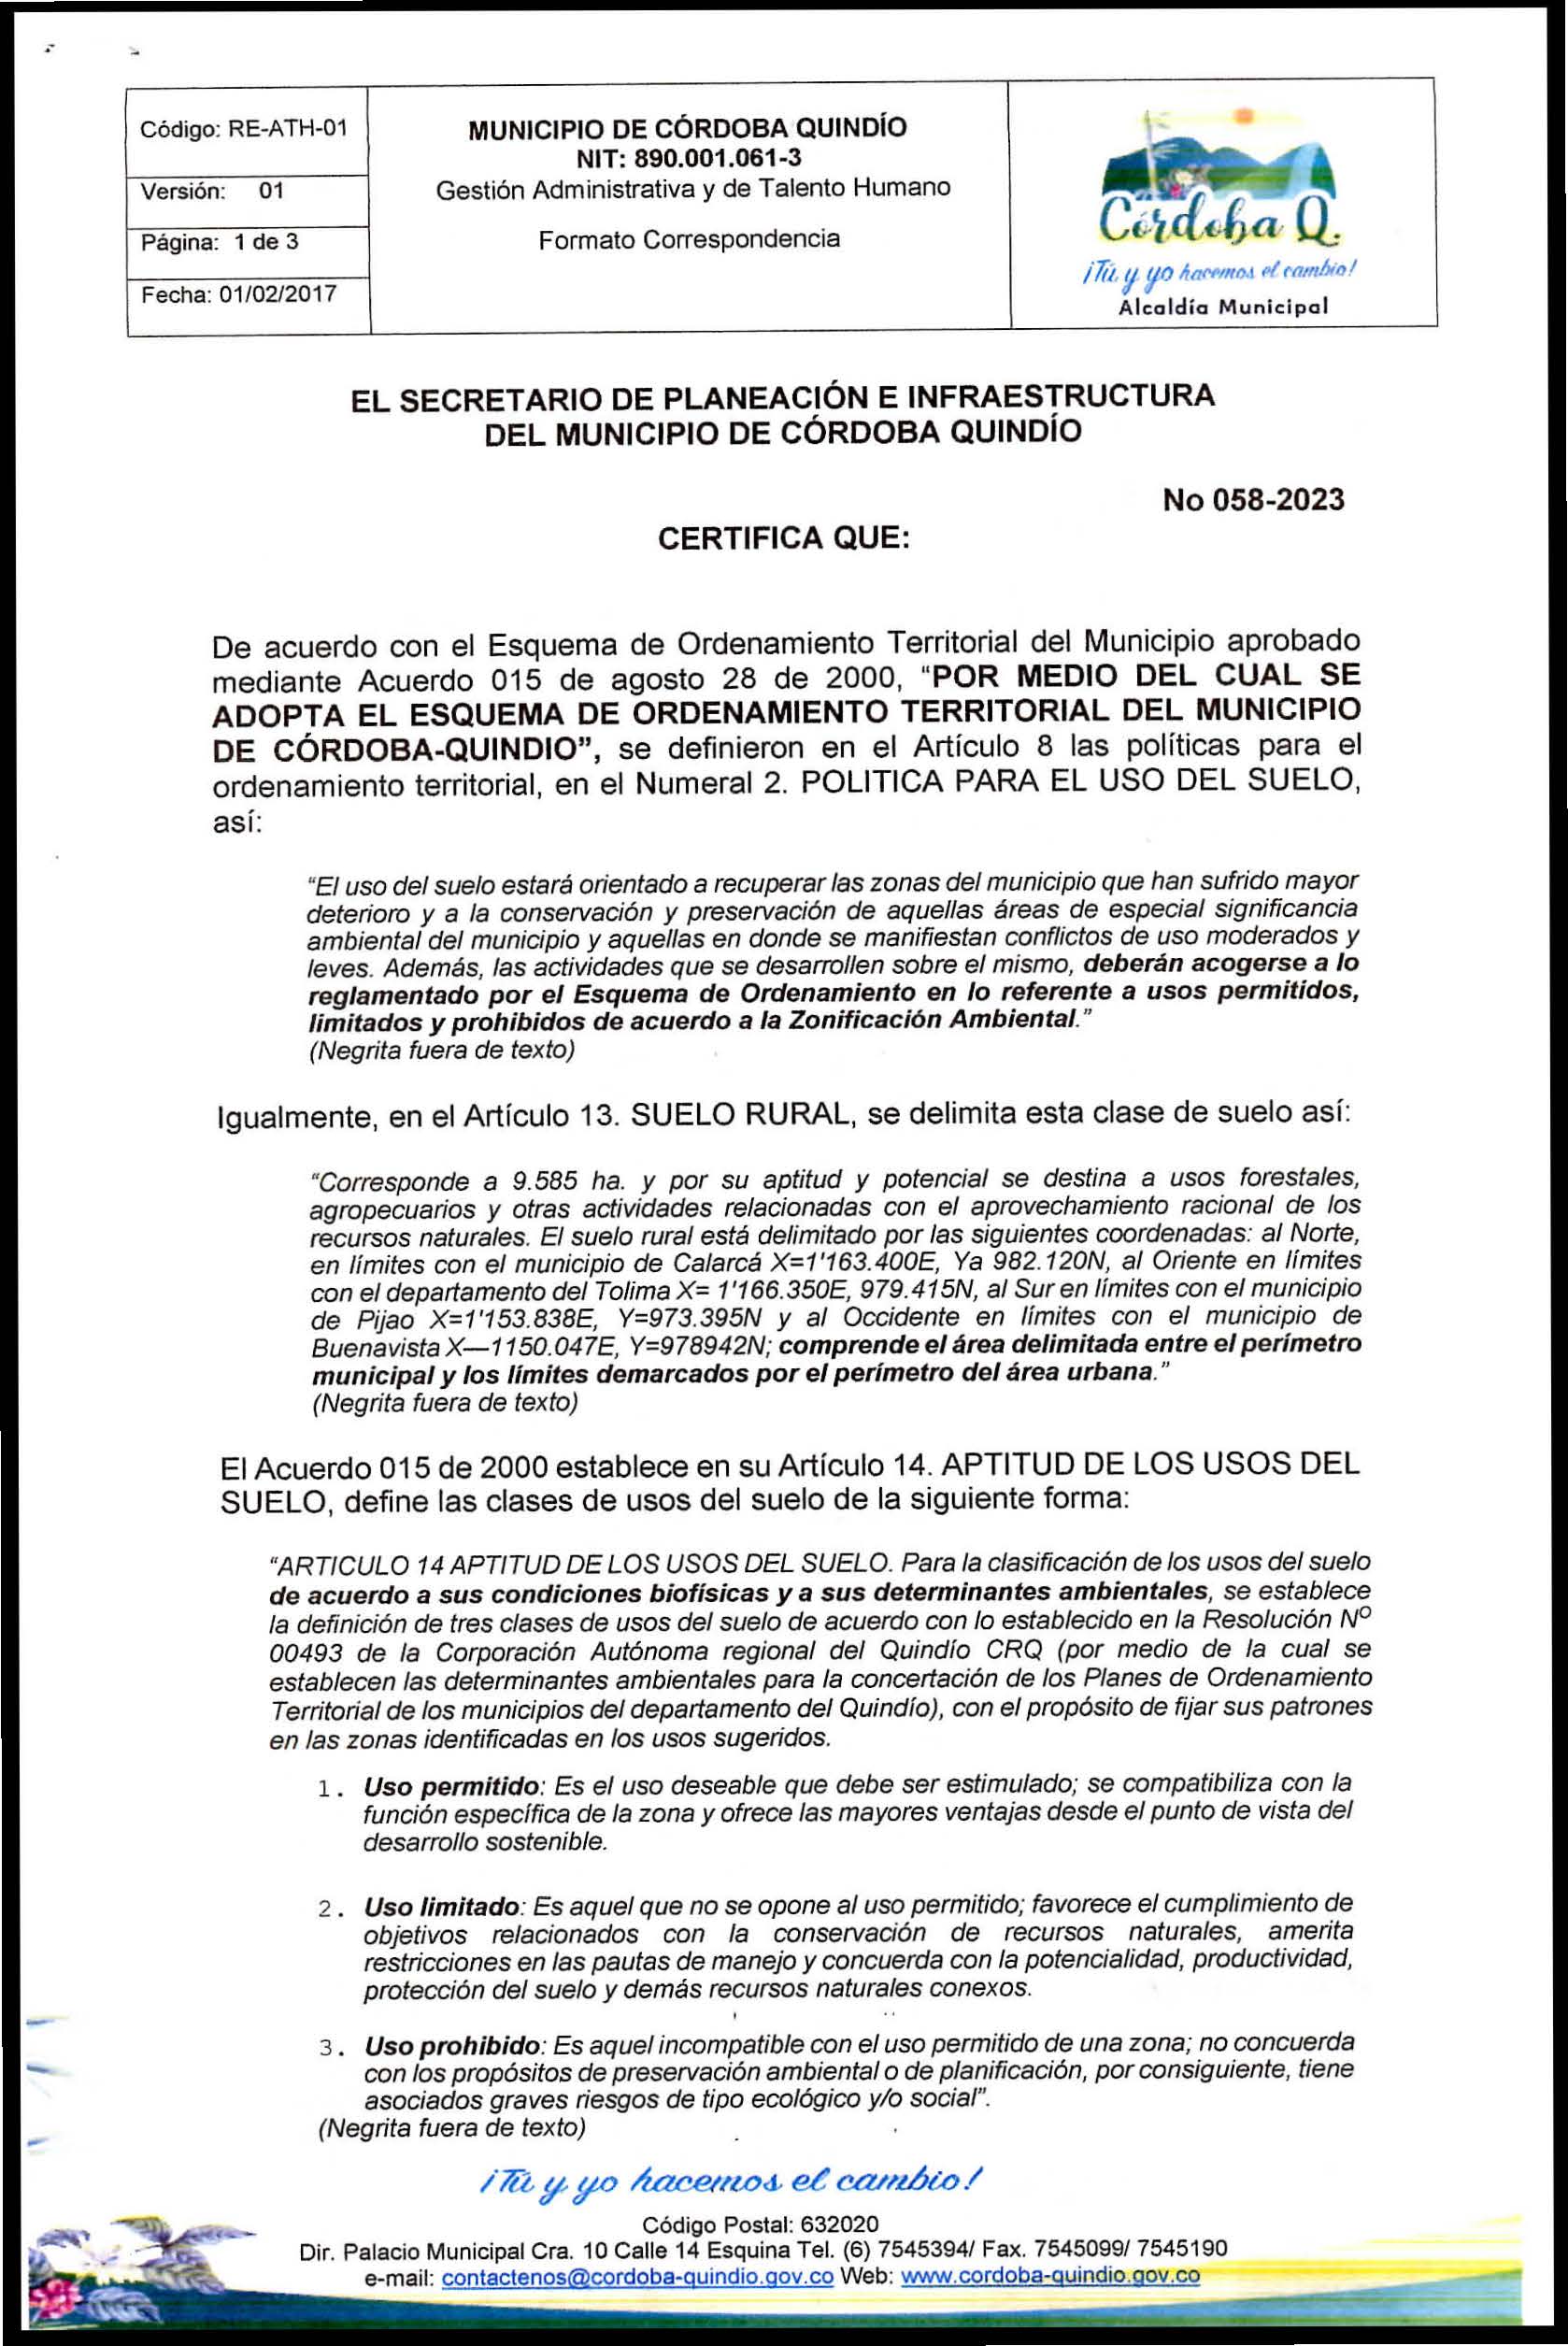 Código: RE-ATH-01
Versión: 01
Página: 1 de 3
Fecha: 01/02/2017
MUNICIPIO DE CÓRDOBA QUINDÍO
NIT: 890.001.061-3
Gestión Administrativa y de Talento Humano
Formato Correspondencia
Córdoba Q.
¡Tú y yo hacemos el cambio!
Alcaldía Municipal
EL SECRETARIO DE PLANEACIÓN E INFRAESTRUCTURA
DEL MUNICIPIO DE CÓRDOBA QUINDÍO
No 058-2023
CERTIFICA QUE:
De acuerdo con el Esquema de Ordenamiento Territorial del Municipio aprobado
mediante Acuerdo 015 de agosto 28 de 2000, “POR MEDIO DEL CUAL SE
ADOPTA EL ESQUEMA DE ORDENAMIENTO TERRITORIAL DEL MUNICIPIO
DE CÓRDOBA-QUINDIO”, se definieron en el Artículo 8 las políticas para el
ordenamiento territorial, en el Numeral 2. POLITICA PARA EL USO DEL SUELO,
así:
“El uso del suelo estará orientado a recuperar las zonas del municipio que han sufrido mayor
deterioro y a la conservación y preservación de aquellas áreas de especial significancia
ambiental del municipio y aquellas en donde se manifiestan conflictos de uso moderados y
leves. Además, las actividades que se desarrollen sobre el mismo, deberán acogerse a lo
reglamentado por el Esquema de Ordenamiento en lo referente a usos permitidos,
limitados y prohibidos de acuerdo a la Zonificación Ambiental.”
(Negrita fuera de texto)
Igualmente, en el Artículo 13. SUELO RURAL, se delimita esta clase de suelo así:
“Corresponde a 9.585 ha. y por su aptitud y potencial se destina a usos forestales,
agropecuarios y otras actividades relacionadas con el aprovechamiento racional de los
recursos naturales. El suelo rural está delimitado por las siguientes coordenadas: al Norte,
en límites con el municipio de Calarcá X=1'163.400E, Ya 982.120N, al Oriente en límites
con el departamento del Tolima X= 1'166.350E, 979.415N, al Sur en límites con el municipio
de Pijao X=1'153.838E, Y=973.395N y al Occidente en límites con el municipio de
Buenavista X—1150.047E, Y=978942N; comprende el área delimitada entre el perímetro
municipal y los límites demarcados por el perímetro del área urbana.”
(Negrita fuera de texto)
El Acuerdo 015 de 2000 establece en su Artículo 14. APTITUD DE LOS USOS DEL
SUELO, define las clases de usos del suelo de la siguiente forma:
“ARTICULO 14 APTITUD DE LOS USOS DEL SUELO. Para la clasificación de los usos del suelo
de acuerdo a sus condiciones biofísicas y a sus determinantes ambientales, se establece
la definición de tres clases de usos del suelo de acuerdo con lo establecido en la Resolución Nº
00493 de la Corporación Autónoma regional del Quindío CRQ (por medio de la cual se
establecen las determinantes ambientales para la concertación de los Planes de Ordenamiento
Territorial de los municipios del departamento del Quindío), con el propósito de fijar sus patrones
en las zonas identificadas en los usos sugeridos.
1. Uso permitido: Es el uso deseable que debe ser estimulado; se compatibiliza con la
función específica de la zona y ofrece las mayores ventajas desde el punto de vista del
desarrollo sostenible.
2. Uso limitado: Es aquel que no se opone al uso permitido; favorece el cumplimiento de
objetivos relacionados con la conservación de recursos naturales, amerita
restricciones en las pautas de manejo y concuerda con la potencialidad, productividad,
protección del suelo y demás recursos naturales conexos.
3. Uso prohibido: Es aquel incompatible con el uso permitido de una zona; no concuerda
con los propósitos de preservación ambiental o de planificación, por consiguiente, tiene
asociados graves riesgos de tipo ecológico y/o social”.
(Negrita fuera de texto)
¡Tú y yo hacemos el cambio!
Código Postal: 632020
Dir. Palacio Municipal Cra. 10 Calle 14 Esquina Tel. (6) 7545394/ Fax. 7545099/ 7545190
e-mail: contactenos@cordoba-quindio.gov.co Web: www.cordoba-quindio.gov.co